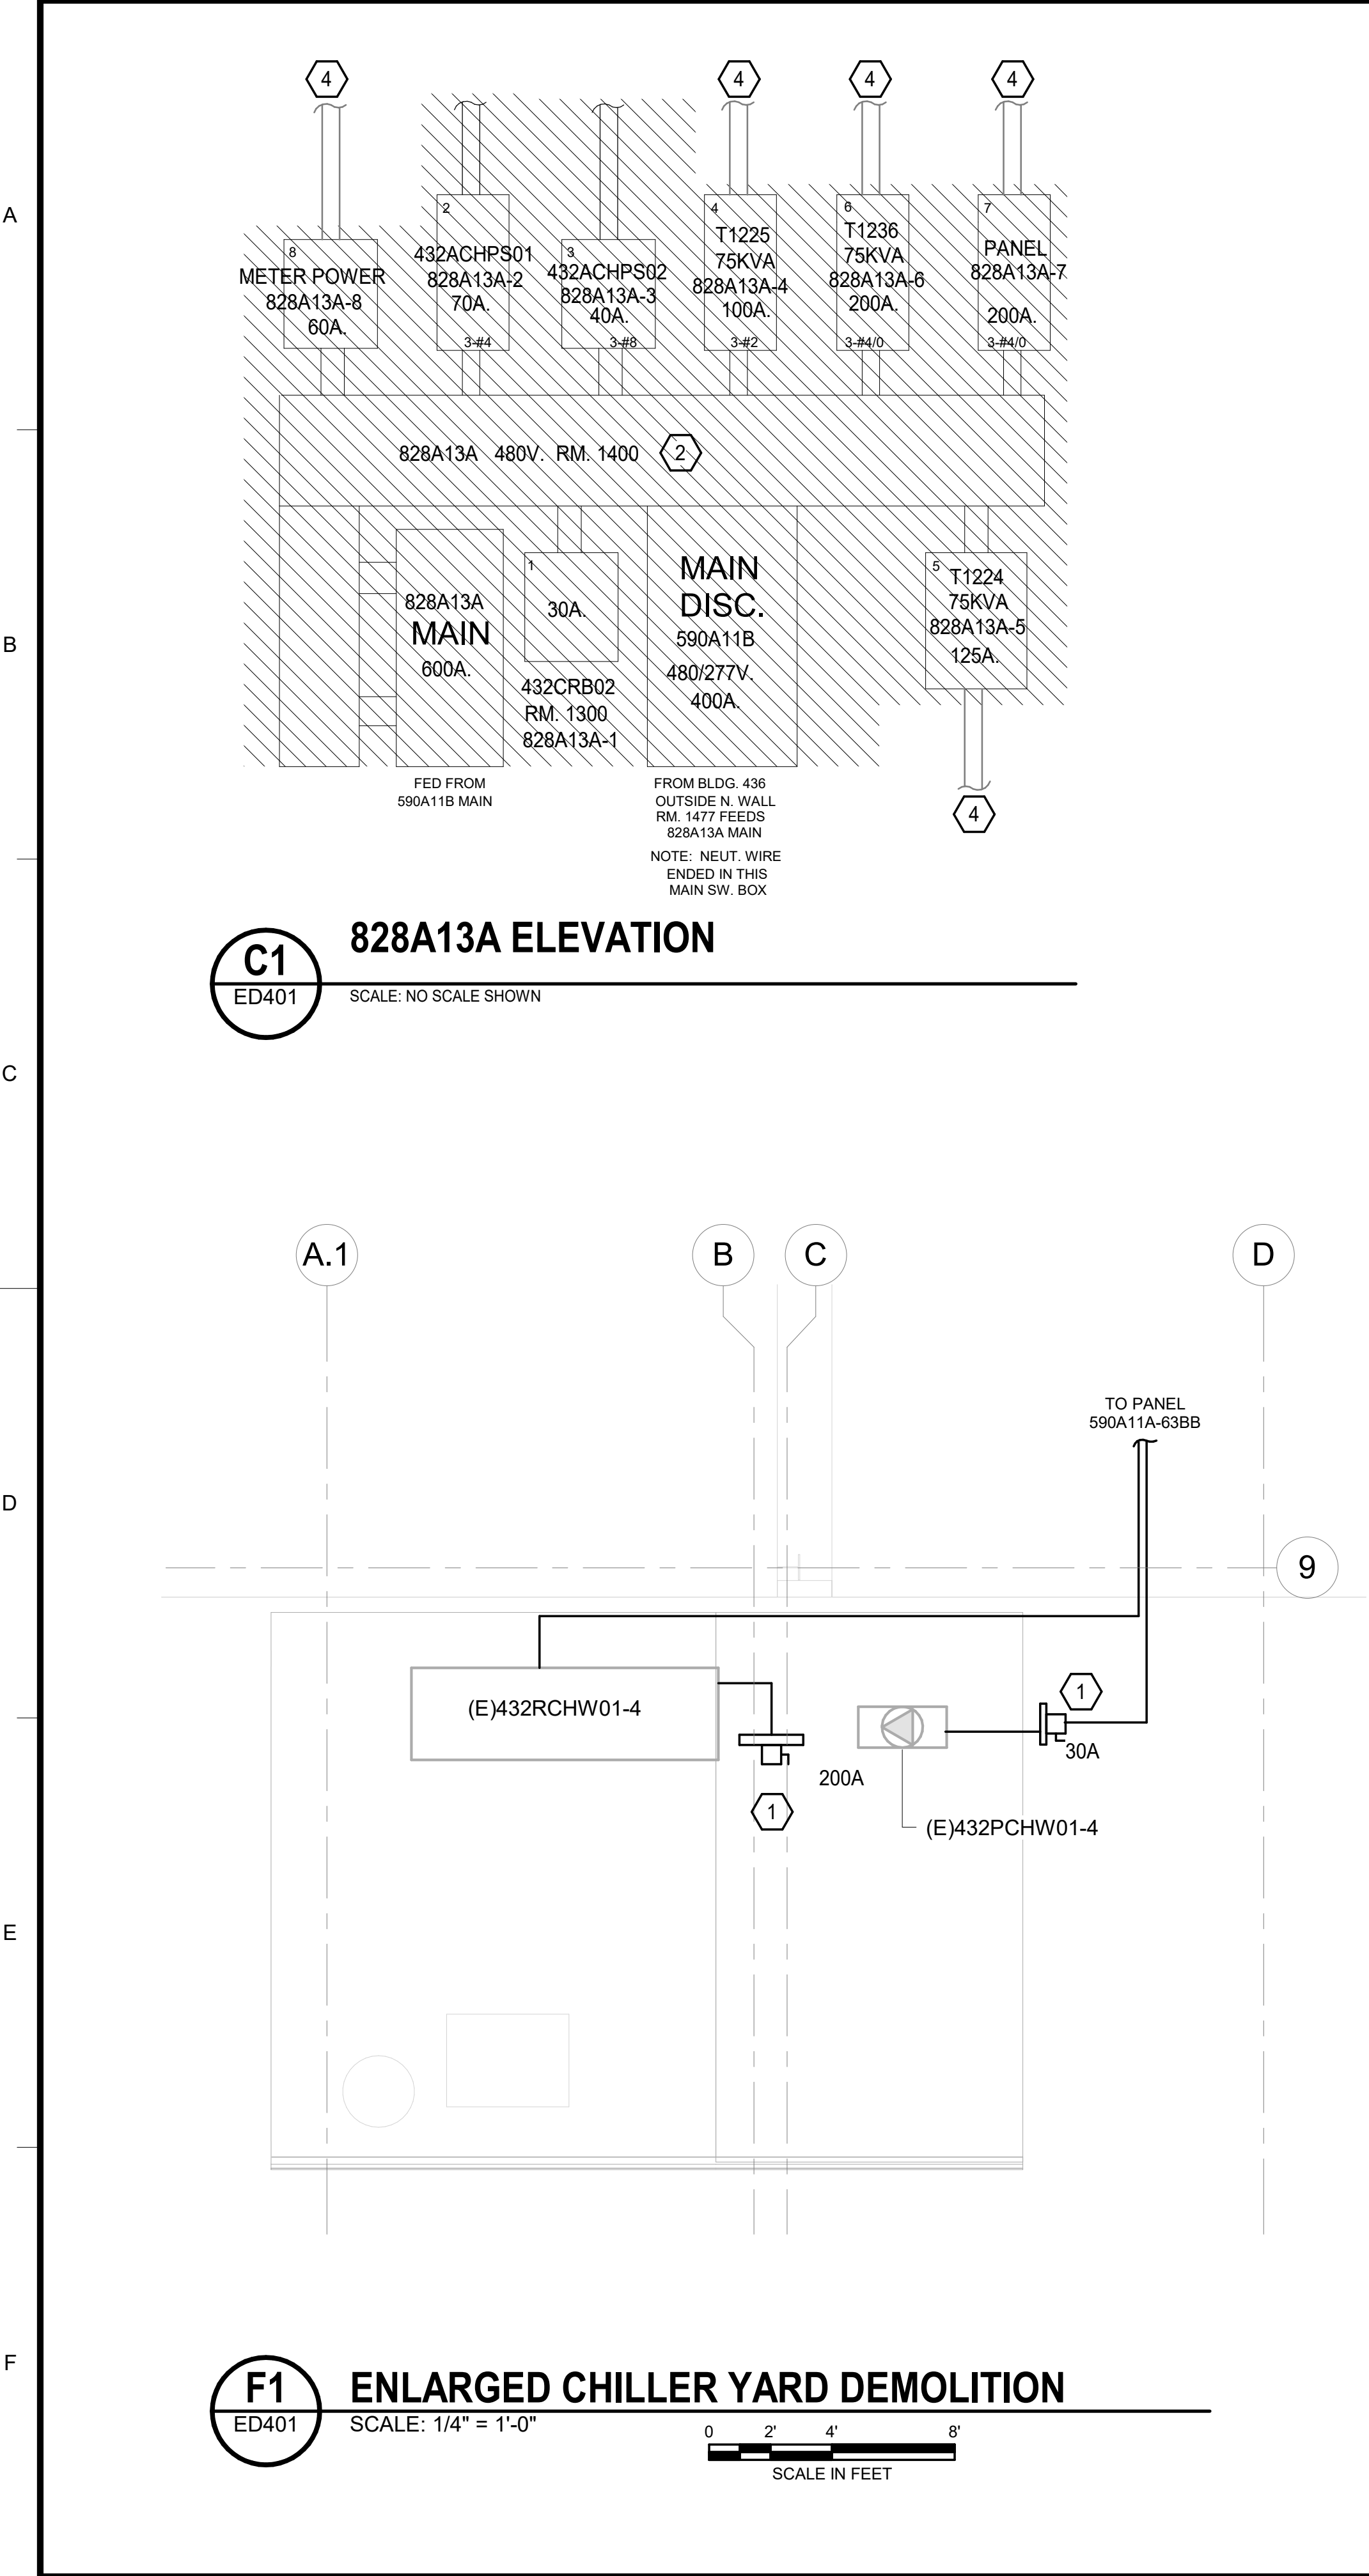 4
4
4
4
8
METER POWER
828A13A-8
60A.
2
432ACHPS01
828A13A-2
70A.
3-#4
3
432ACHPS02
828A13A-3
40A.
3-#8
4
T1225
75KVA
828A13A-4
100A.
3-#2
6
T1236
75KVA
828A13A-6
200A.
3-#4/0
7
PANEL
828A13A-7
200A.
3-#4/0
A
828A13A 480V. RM. 1400
2
828A13A
MAIN
600A.
FED FROM
590A11B MAIN
1
30A.
432CRB02
RM. 1300
828A13A-1
MAIN
DISC.
590A11B
480/277V.
400A.
FROM BLDG. 436
OUTSIDE N. WALL
RM. 1477 FEEDS
828A13A MAIN
NOTE: NEUT. WIRE
ENDED IN THIS
MAIN SW. BOX
5
T1224
75KVA
828A13A-5
125A.
4
B
C1
ED401
828A13A ELEVATION
SCALE: NO SCALE SHOWN
C
A.1
B
C
D
TO PANEL
590A11A-63BB
D
9
(E)432RCHW01-4
1
30A
200A
1
(E)432PCHW01-4
E
F
F1
ED401
ENLARGED CHILLER YARD DEMOLITION
SCALE: 1/4" = 1'-0"
0 2' 4' 8'
SCALE IN FEET